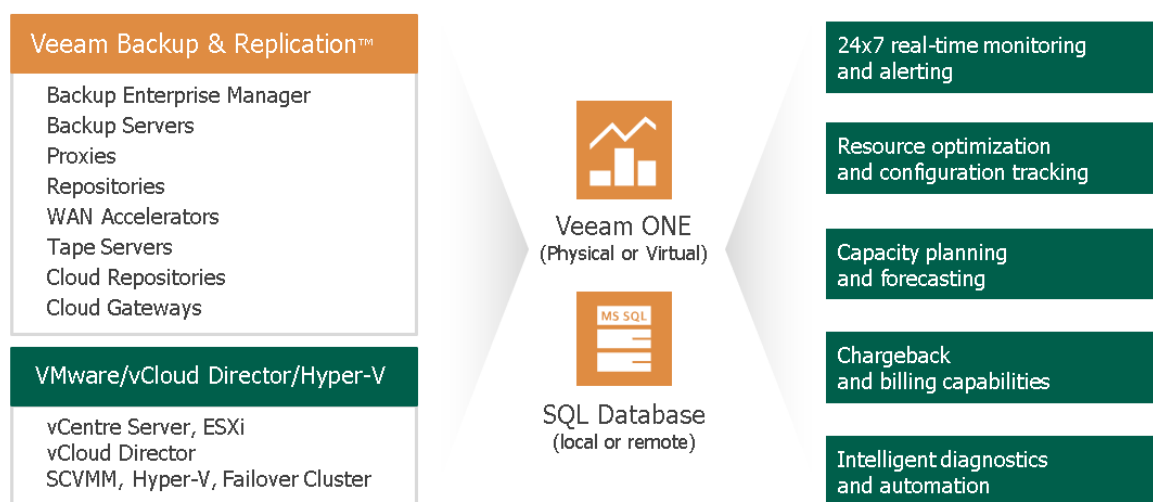 Veeam Backup & Replication™
Backup Enterprise Manager
Backup Servers
Proxies
Repositories
WAN Accelerators
Tape Servers
Cloud Repositories
Cloud Gateways
VMware/vCloud Director/Hyper-V
vCentre Server, ESXi
vCloud Director
SCVMM, Hyper-V, Failover Cluster
Veeam ONE
(Physical or Virtual)
MS SQL
SQL Database
(local or remote)
24x7 real-time monitoring
and alerting
Resource optimization
and configuration tracking
Capacity planning
and forecasting
Chargeback
and billing capabilities
Intelligent diagnostics
and automation